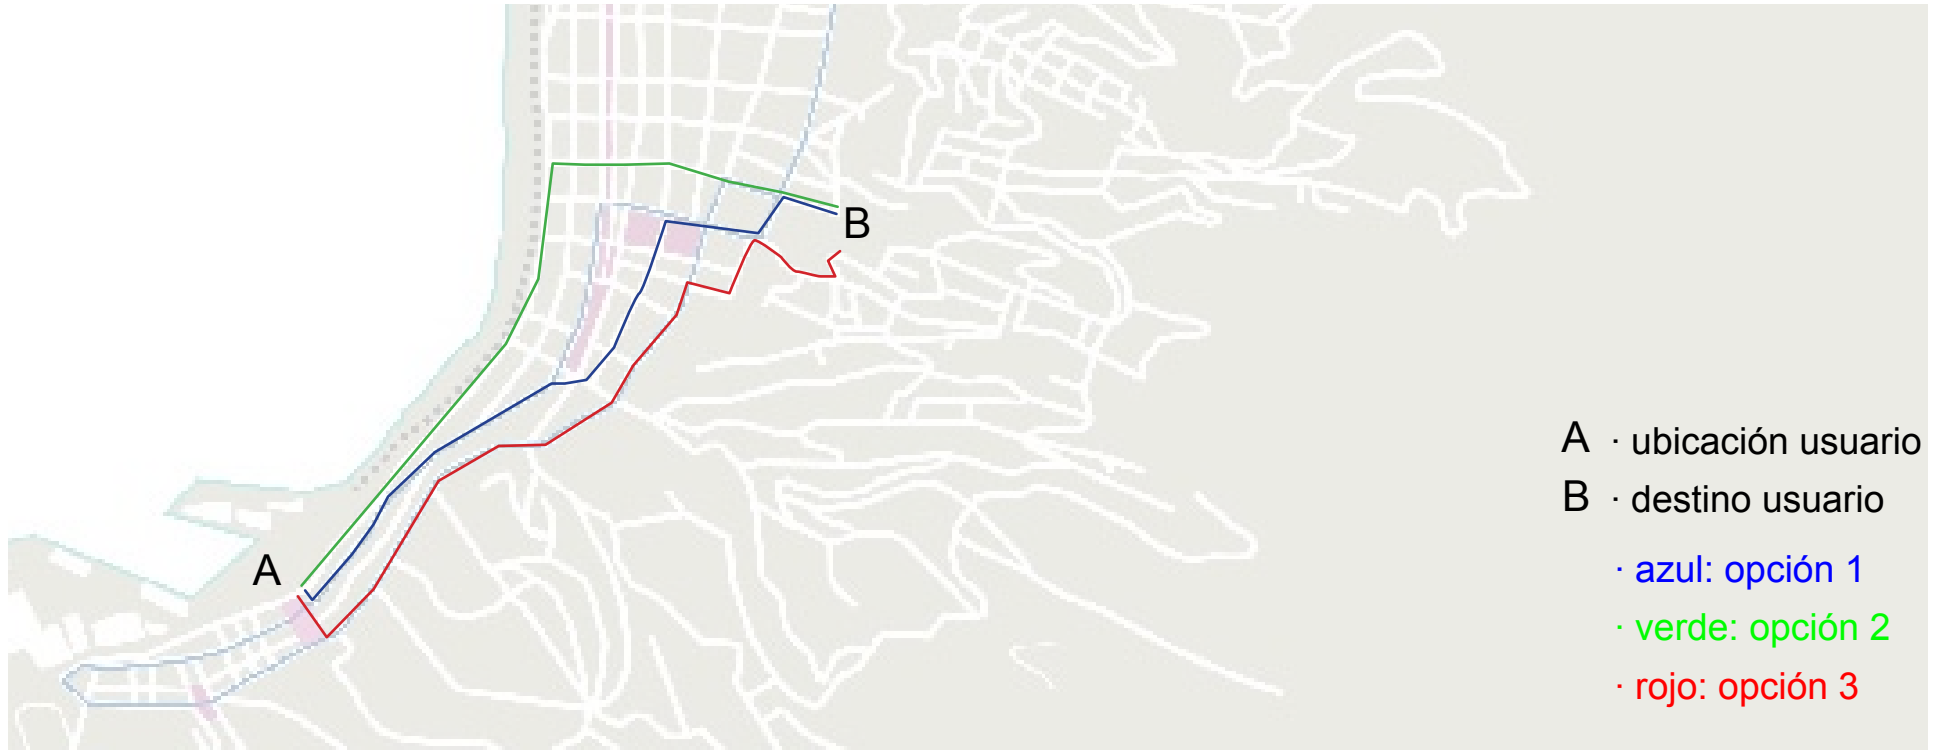 B
A
A · ubicación usuario
B · destino usuario
· azul: opción 1
· verde: opción 2
· rojo: opción 3